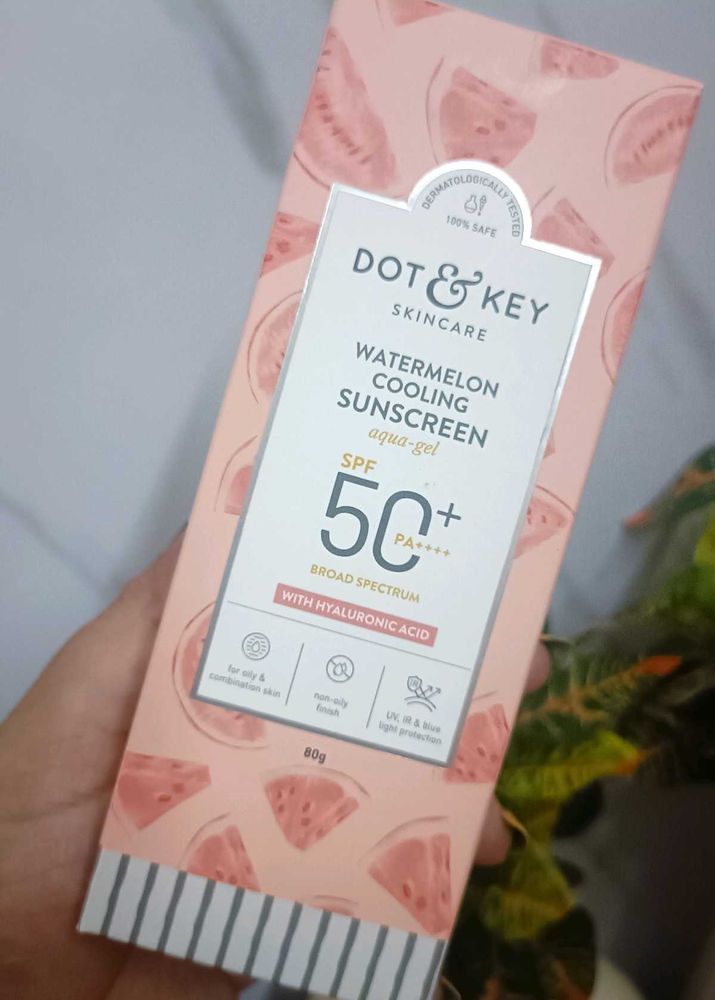 DERMATOLOGICALLY TESTED
100% SAFE
DOT & KEY
SKINCARE
WATERMELON
COOLING
SUNSCREEN
aqua-gel
SPF
50+
PA++++
BROAD SPECTRUM
WITH HYALURONIC ACID
for oily &
combination skin
non-oily
finish
IR
UV, IR & blue
light protection
80g